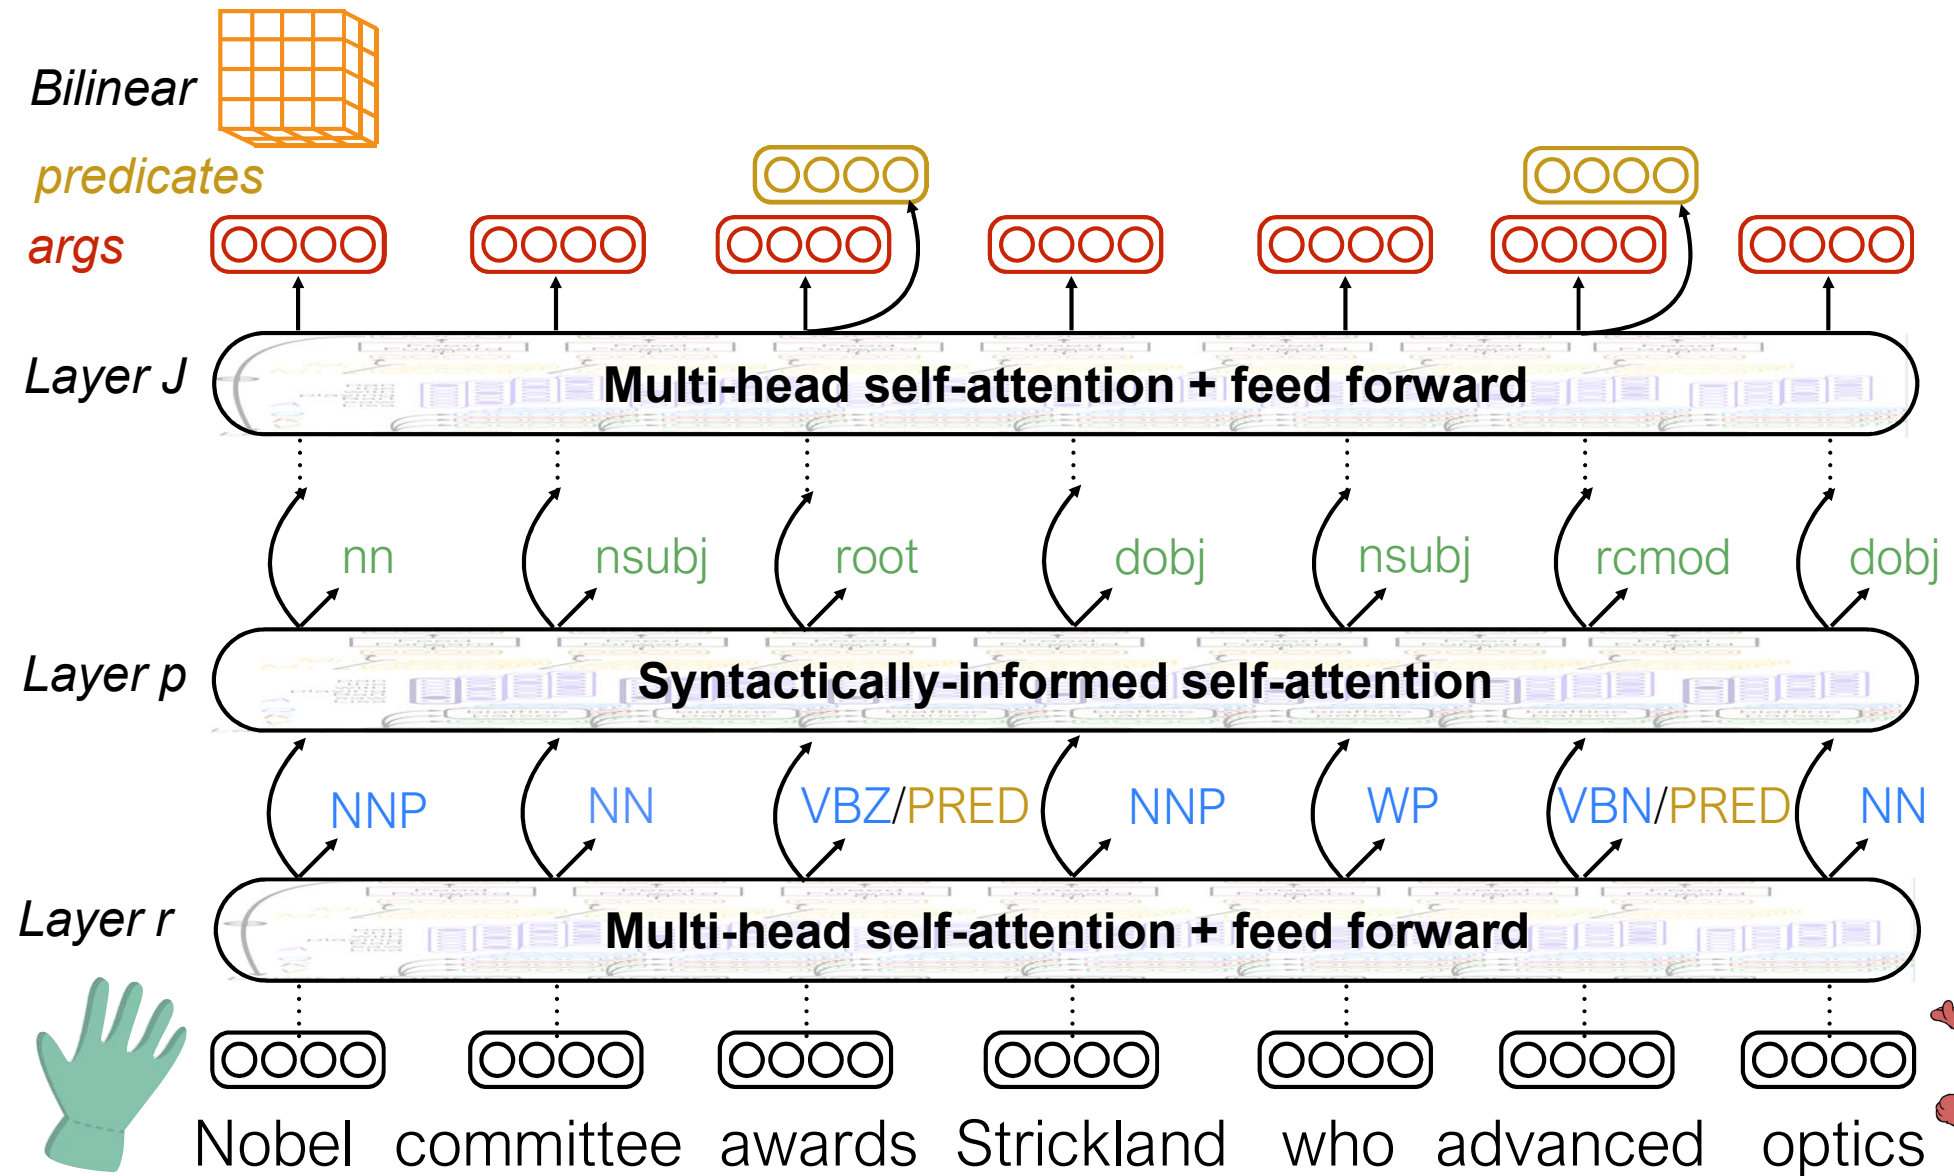 Bilinear
predicates
args
Layer J
Multi-head self-attention + feed forward
nn nsubj root dobj nsubj rcmod dobj
Layer p
Syntactically-informed self-attention
NNP NN VBZ/PRED NNP WP VBN/PRED NN
Layer r
Multi-head self-attention + feed forward
Nobel committee awards Strickland who advanced optics